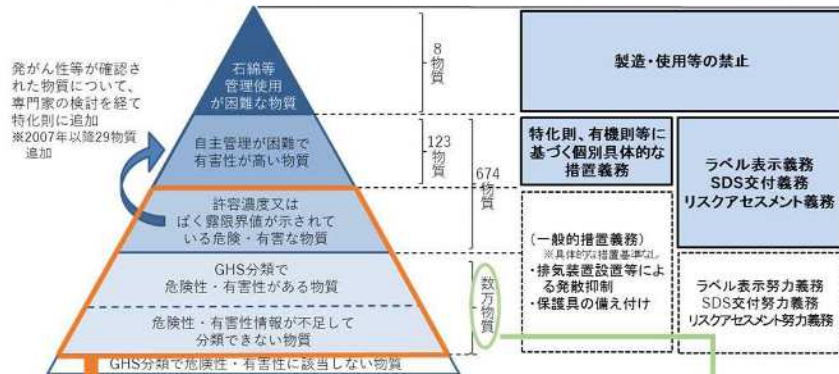 発がん性等が確認され
た物質について、
専門家の検討を経て
特化則に追加
※2007年以降29物質
追加
石綿等
管理使用
が困難な物質
自主管理が困難で
有害性が高い物質
許容濃度又は
ばく露限界値が示されて
いる危険・有害な物質
GHS分類で
危険性・有害性がある物質
危険性・有害性情報が不足して
分類できない物質
GHS分類で危険性・有害性に該当しない物質
8
物質
123
物質
674
物質
数万物質
製造・使用等の禁止
特化則、有機則等に
基づく個別具体的な
措置義務
(一般的措置義務)
※具体的な措置基準なし
・排気装置設置等によ
る発散抑制
・保護具の備え付け
ラベル表示義務
SDS交付義務
リスクアセスメント義務
ラベル表示努力義務
SDS交付努力義務
リスクアセスメント努力義務